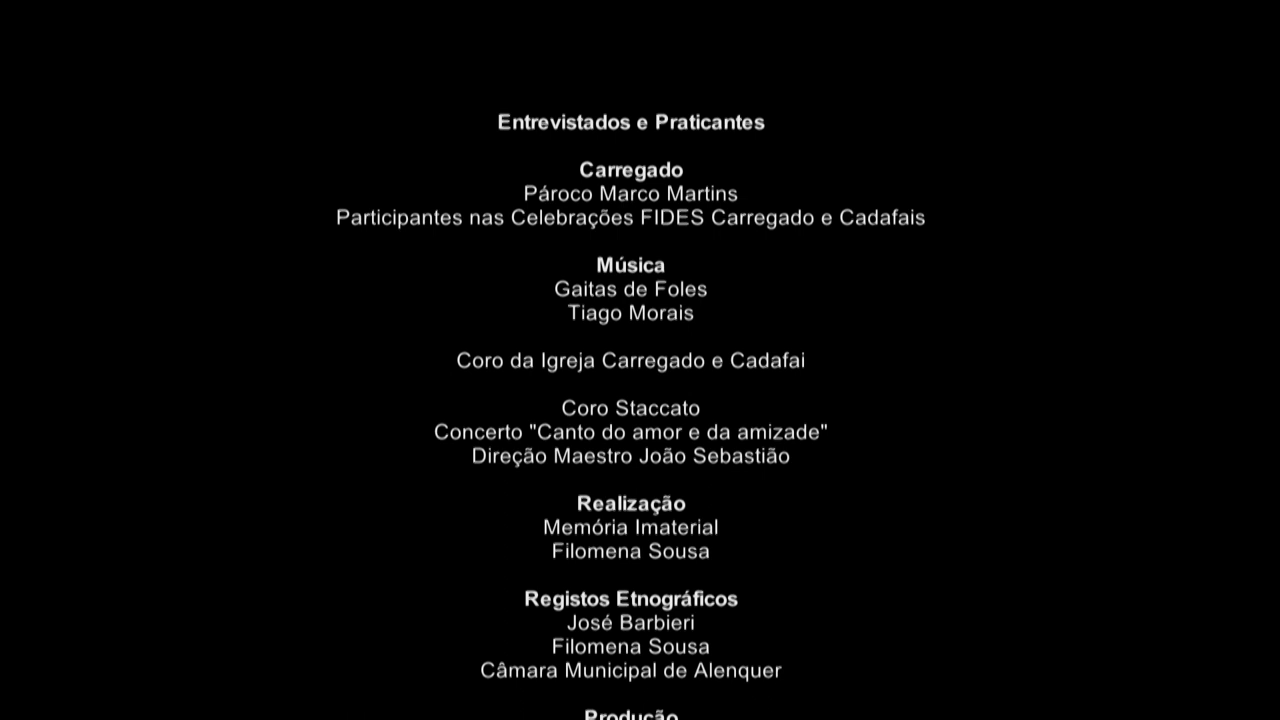 Entrevistados e Praticantes
Carregado
Pároco Marco Martins
Participantes nas Celebrações FIDES Carregado e Cadafais
Música
Gaitas de Foles
Tiago Morais
Coro da Igreja Carregado e Cadafai
Coro Staccato
Concerto "Canto do amor e da amizade"
Direção Maestro João Sebastião
Realização
Memória Imaterial
Filomena Sousa
Registos Etnográficos
José Barbieri
Filomena Sousa
Câmara Municipal de Alenquer
Produção